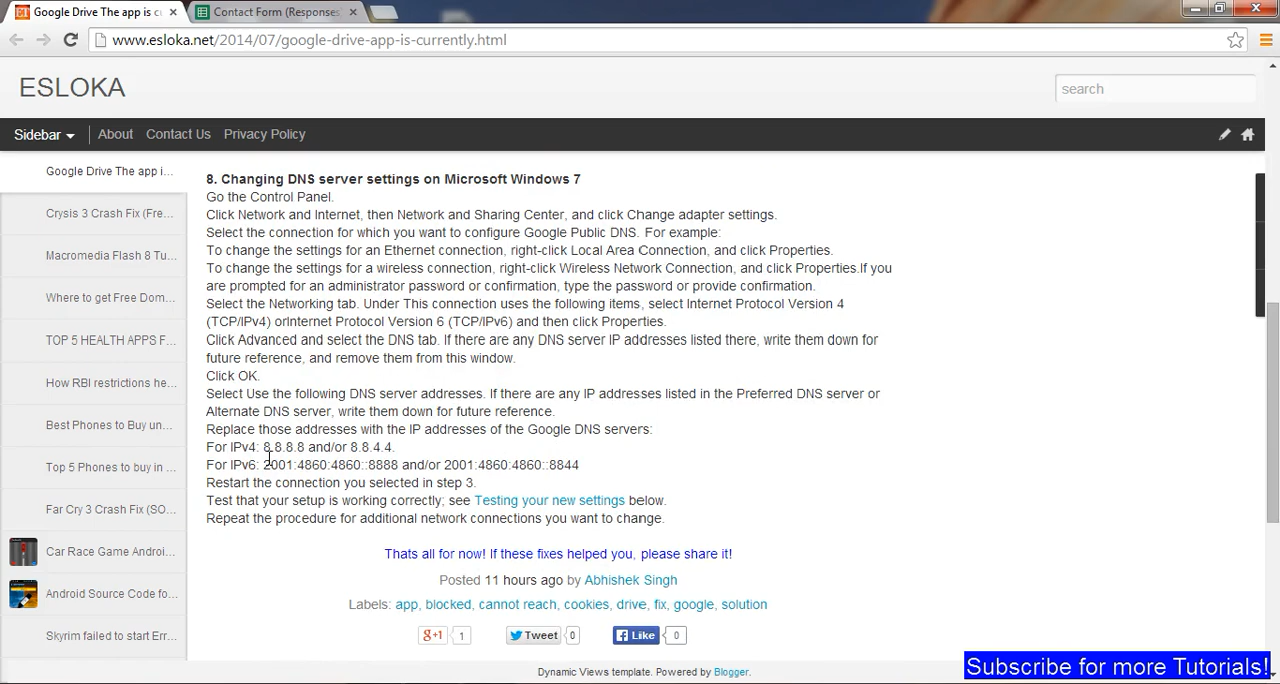 Google Drive The app is cu
Contact Form (Responses
www.esloka.net/2014/07/google-drive-app-is-currently.html
ESLOKA
search
Sidebar
About
Contact Us
Privacy Policy
Google Drive The app i...
Crysis 3 Crash Fix (Fre...
Macromedia Flash 8 Tu...
Where to get Free Dom...
TOP 5 HEALTH APPS F...
How RBI restrictions he...
Best Phones to Buy un...
Top 5 Phones to buy in ...
Far Cry 3 Crash Fix (SO...
Car Race Game Androi...
Android Source Code fo...
Skyrim failed to start Err...
8. Changing DNS server settings on Microsoft Windows 7
Go the Control Panel.
Click Network and Internet, then Network and Sharing Center, and click Change adapter settings.
Select the connection for which you want to configure Google Public DNS. For example:
To change the settings for an Ethernet connection, right-click Local Area Connection, and click Properties.
To change the settings for a wireless connection, right-click Wireless Network Connection, and click Properties.If you
are prompted for an administrator password or confirmation, type the password or provide confirmation.
Select the Networking tab. Under This connection uses the following items, select Internet Protocol Version 4
(TCP/IPv4) orInternet Protocol Version 6 (TCP/IPv6) and then click Properties.
Click Advanced and select the DNS tab. If there are any DNS server IP addresses listed there, write them down for
future reference, and remove them from this window.
Click OK.
Select Use the following DNS server addresses. If there are any IP addresses listed in the Preferred DNS server or
Alternate DNS server, write them down for future reference.
Replace those addresses with the IP addresses of the Google DNS servers:
For IPv4: 8.8.8.8 and/or 8.8.4.4.
For IPv6: 2001:4860:4860::8888 and/or 2001:4860:4860::8844
Restart the connection you selected in step 3.
Test that your setup is working correctly; see Testing your new settings below.
Repeat the procedure for additional network connections you want to change.
Thats all for now! If these fixes helped you, please share it!
Posted 11 hours ago by Abhishek Singh
Labels: app, blocked, cannot reach, cookies, drive, fix, google, solution
g+1 1 Tweet 0 Like 0
Dynamic Views template. Powered by Blogger.
Subscribe for more Tutorials!